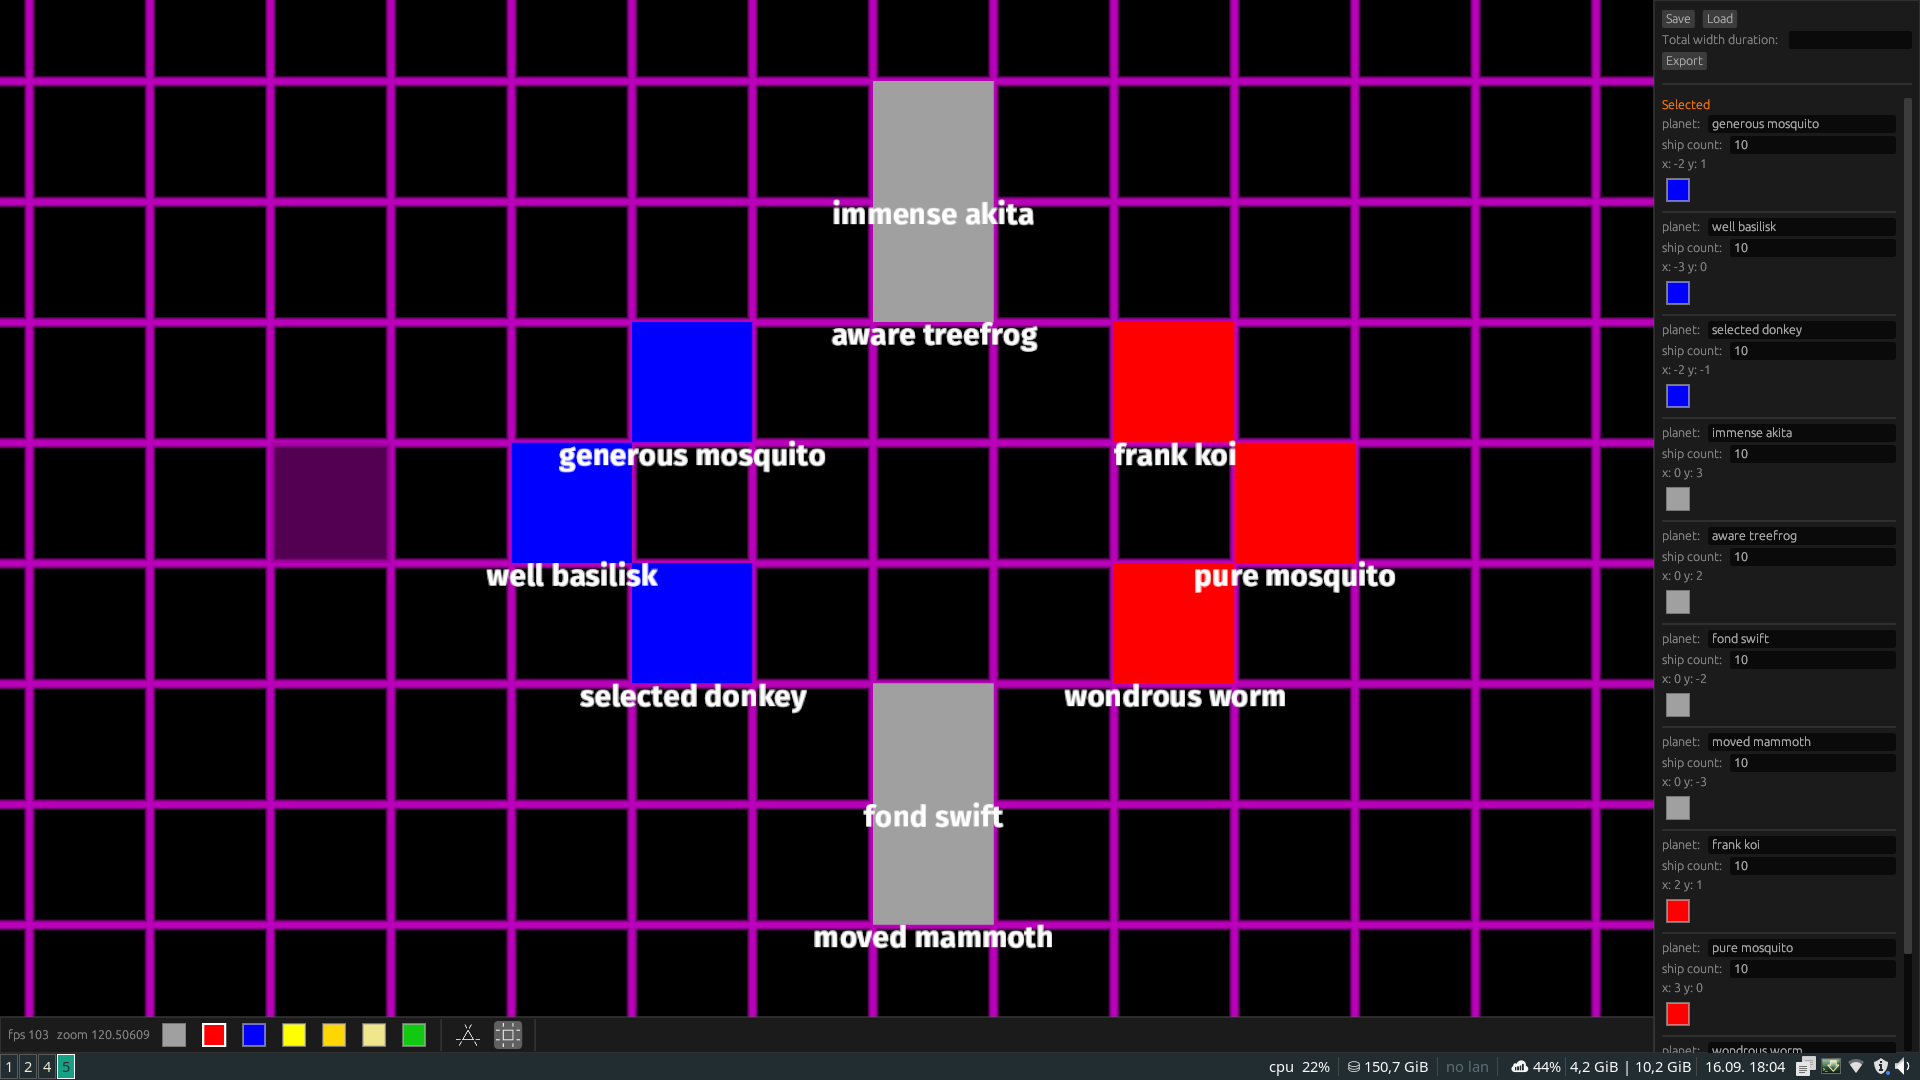 immense akita
aware treefrog
generous mosquito
frank koi
well basilisk
pure mosquito
selected donkey
wondrous worm
fond swift
moved mammoth
Save Load
Total width duration:
Export
Selected
planet: generous mosquito
ship count: 10
x: -2 y: 1
planet: well basilisk
ship count: 10
x: -3 y: 0
planet: selected donkey
ship count: 10
x: -2 y: -1
planet: immense akita
ship count: 10
x: 0 y: 3
planet: aware treefrog
ship count: 10
x: 0 y: 2
planet: fond swift
ship count: 10
x: 0 y: -2
planet: moved mammoth
ship count: 10
x: 0 y: -3
planet: frank koi
ship count: 10
x: 2 y: 1
planet: pure mosquito
ship count: 10
x: 3 y: 0
planet: wondrous worm
fps 103 zoom 120.50609
1 2 4 5
cpu 22% 150,7 GiB no lan 44% 4,2 GiB | 10,2 GiB 16.09. 18:04